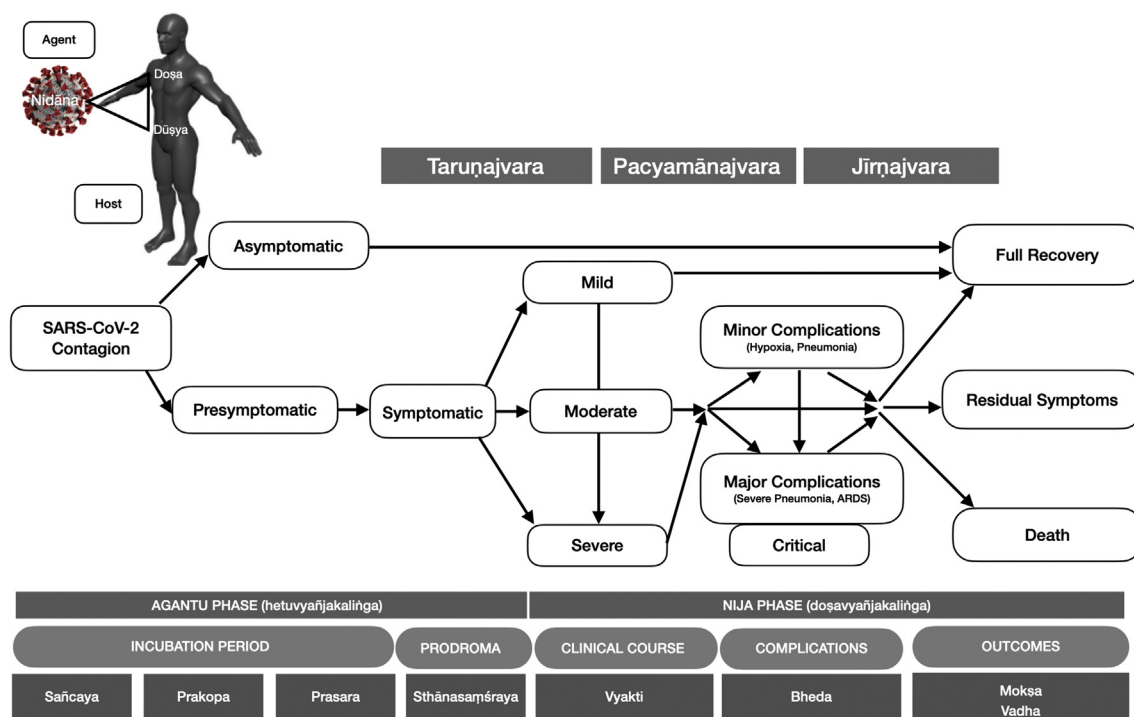 Agent
Nidāna
Doṣa
Dūṣya
Host
Taruṇajvara
Pacyamānajvara
Jīrṇajvara
Asymptomatic
Full Recovery
Mild
SARS-CoV-2
Contagion
Minor Complications
(Hypoxia, Pneumonia)
Presymptomatic
Symptomatic
Moderate
Residual Symptoms
Major Complications
(Severe Pneumonia, ARDS)
Severe
Critical
Death
AGANTU PHASE (hetuvyañjakaliṅga)
NIJA PHASE (doṣavyañjakaliṅga)
INCUBATION PERIOD
PRODROMA
CLINICAL COURSE
COMPLICATIONS
OUTCOMES
Sañcaya
Prakopa
Prasara
Sthānasaṃśraya
Vyakti
Bheda
Mokṣa
Vadha